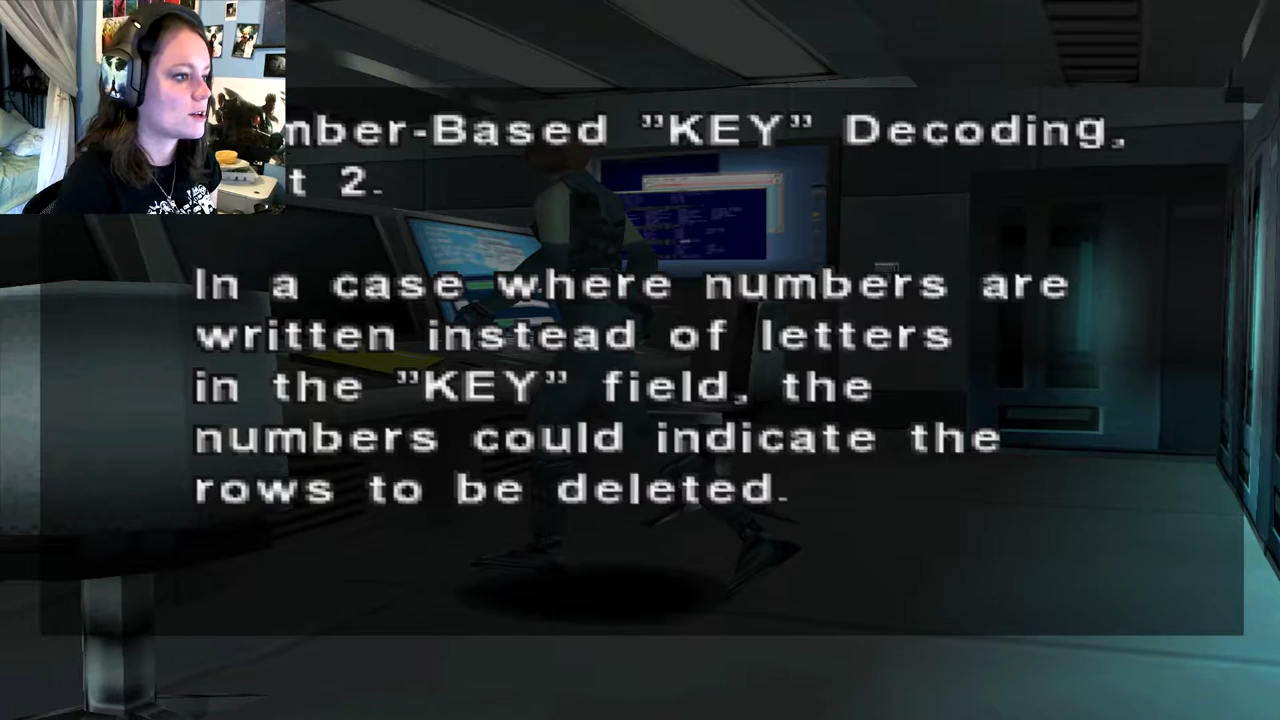 mber-Based "KEY" Decoding,
t 2.
In a case where numbers are
written instead of letters
in the "KEY" field, the
numbers could indicate the
rows to be deleted.